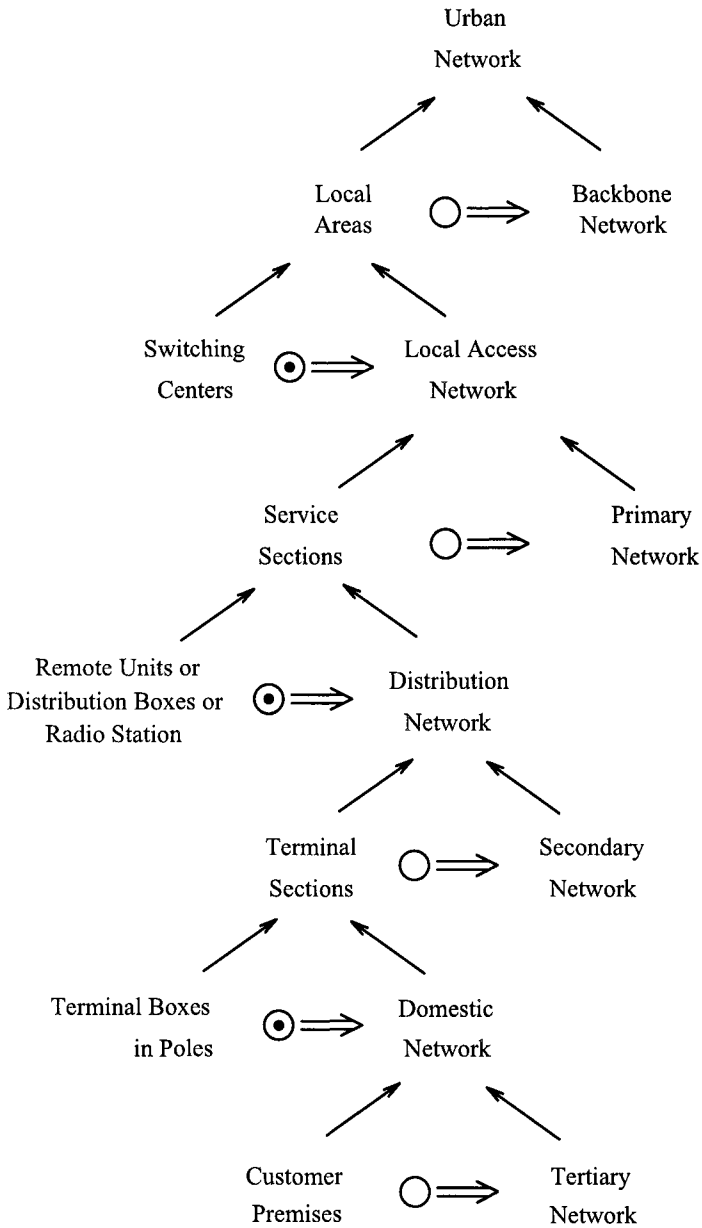 Urban
Network
Local
Areas
Backbone
Network
Switching
Centers
Local Access
Network
Service
Sections
Primary
Network
Remote Units or
Distribution Boxes or
Radio Station
Distribution
Network
Terminal
Sections
Secondary
Network
Terminal Boxes
in Poles
Domestic
Network
Customer
Premises
Tertiary
Network